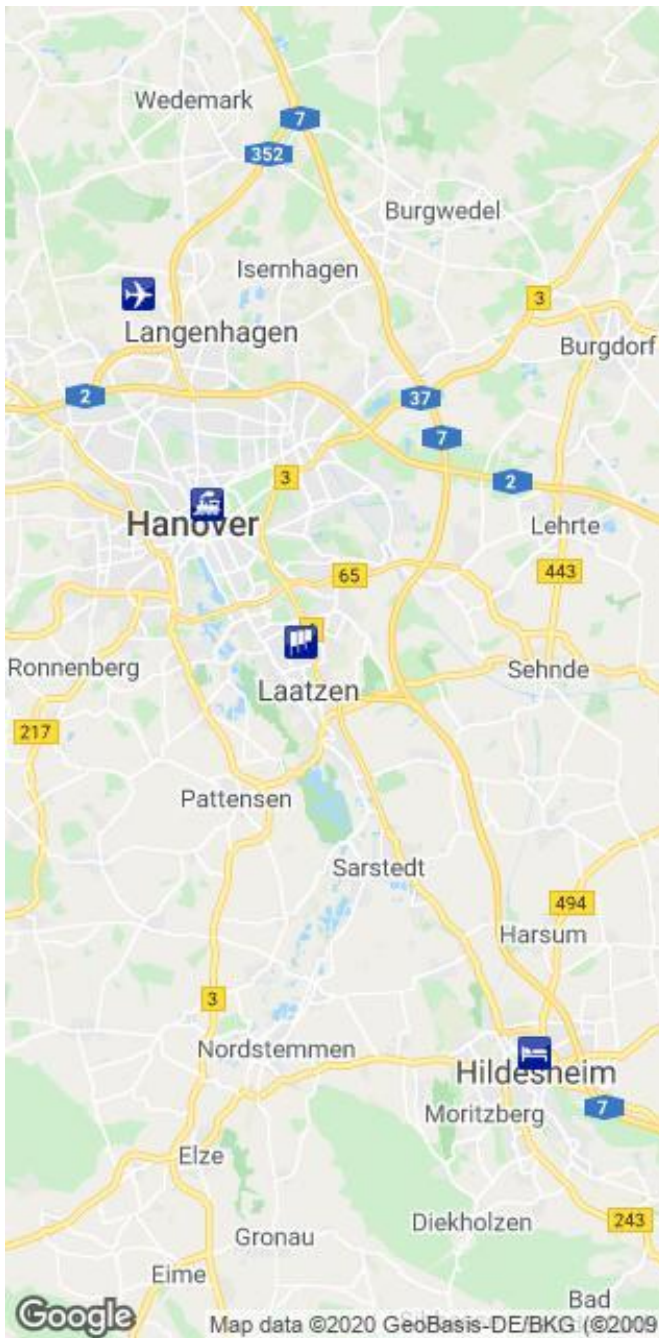 Wedemark
7
352
Burgwedel
Isernhagen
3
Langenhagen
Burgdorf
2
37
7
3
2
Hanover
Lehrte
65
443
Ronnenberg
Laatzen
Sehnde
217
Pattensen
Sarstedt
494
Harsum
3
Nordstemmen
Hildesheim
7
Moritzberg
Elze
243
Diekholzen
Gronau
Eime
Bad
Google
Map data ©2020 GeoBasis-DE/BKG (©2009